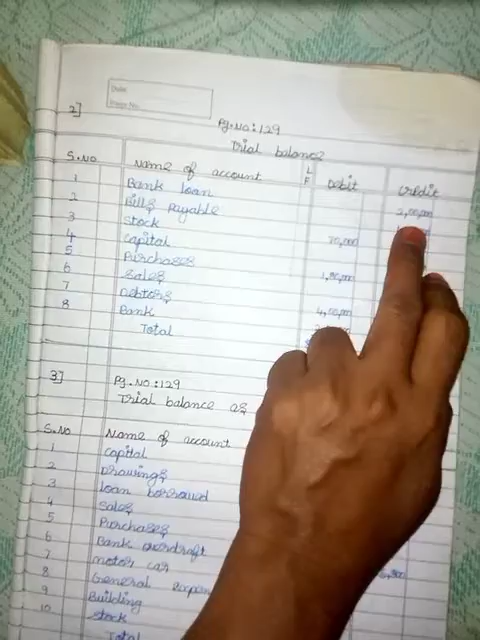 Date:
Page No.
2]
Pg.No:129
Trial balance
S.No Name of account L F Debit Credit
1 Bank loan 2,00,000
2 Bills payable
3 Stock 70,000
4 Capital
5 Purchases 1,80,000
6 Sales
7 Debtors 4,00,000
8 Bank
Total
3] Pg.No.:129
Trial balance as
S.No Name of account
1 Capital
2 Drawings
3 loan borrowed
4 Sales
5 Purchases
6 Bank overdraft
7 motor car
8 General
9 Building
10 Stock
Total